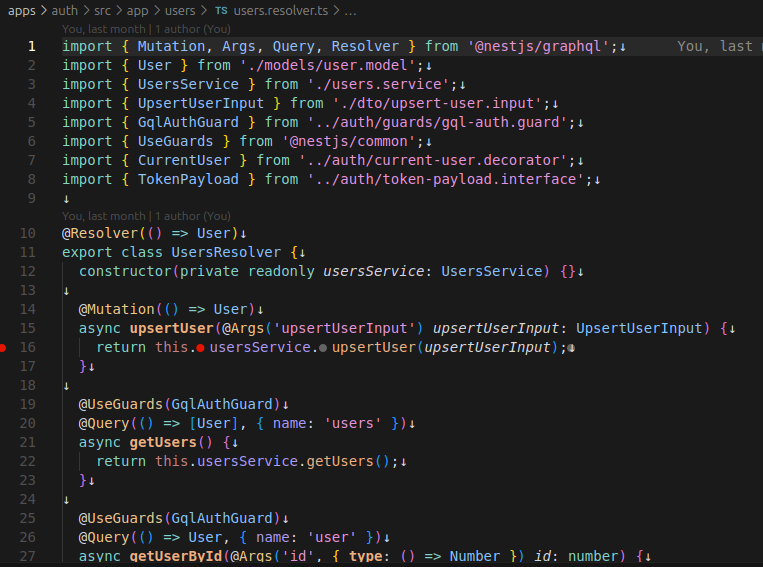 apps > auth > src > app > users > TS users.resolver.ts > ...
You, last month | 1 author (You)
1 import { Mutation, Args, Query, Resolver } from '@nestjs/graphql';↓ You, last
2 import { User } from './models/user.model';↓
3 import { UsersService } from './users.service';↓
4 import { UpsertUserInput } from './dto/upsert-user.input';↓
5 import { GqlAuthGuard } from '../auth/guards/gql-auth.guard';↓
6 import { UseGuards } from '@nestjs/common';↓
7 import { CurrentUser } from '../auth/current-user.decorator';↓
8 import { TokenPayload } from '../auth/token-payload.interface';↓
9 ↓
You, last month | 1 author (You)
10 @Resolver(() => User)↓
11 export class UsersResolver {↓
12 constructor(private readonly usersService: UsersService) {}↓
13 ↓
14 @Mutation(() => User)↓
15 async upsertUser(@Args('upsertUserInput') upsertUserInput: UpsertUserInput) {↓
16 return this.usersService.upsertUser(upsertUserInput);↓
17 }↓
18 ↓
19 @UseGuards(GqlAuthGuard)↓
20 @Query(() => [User], { name: 'users' })↓
21 async getUsers() {↓
22 return this.usersService.getUsers();↓
23 }↓
24 ↓
25 @UseGuards(GqlAuthGuard)↓
26 @Query(() => User, { name: 'user' })↓
27 async getUserById(@Args('id', { type: () => Number }) id: number) {↓